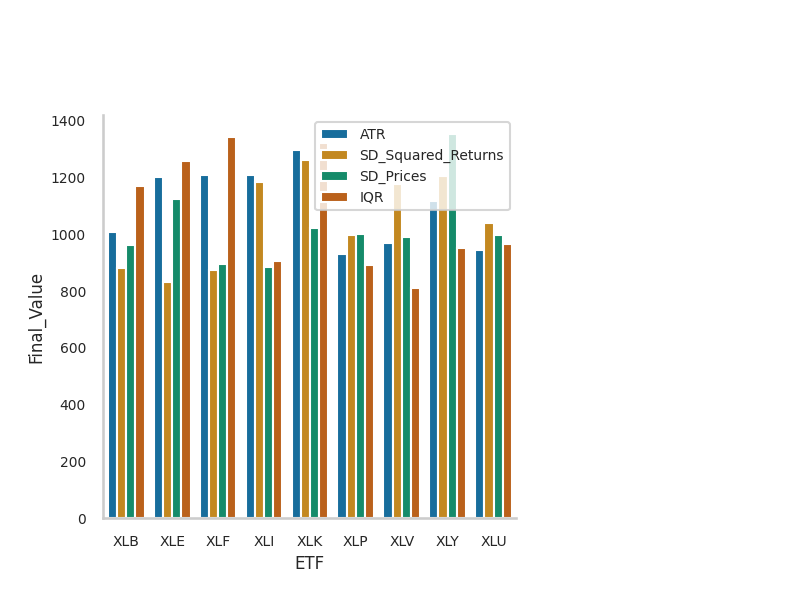 1400
1200
1000
800
600
400
200
0
Final_Value
ATR
SD_Squared_Returns
SD_Prices
IQR
XLB XLE XLF XLI XLK XLP XLV XLY XLU
ETF